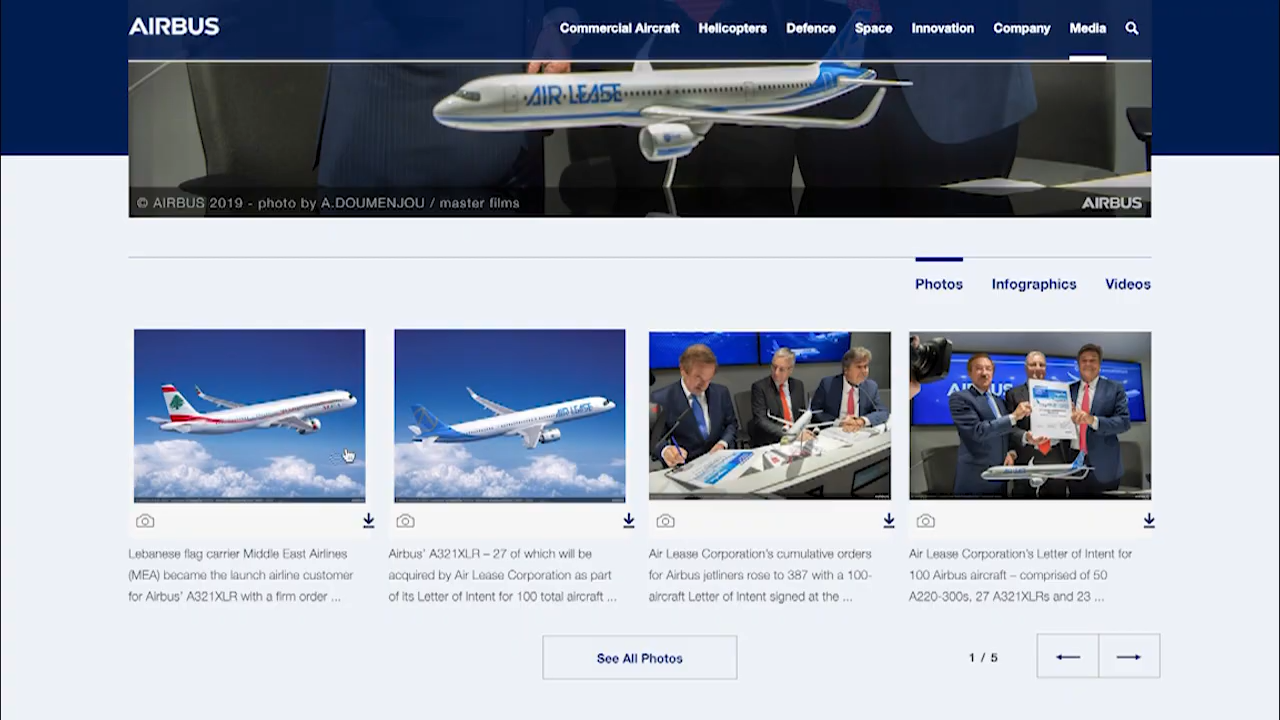 AIRBUS
Commercial Aircraft Helicopters Defence Space Innovation Company Media
AIR LEASE
© AIRBUS 2019 - photo by A.DOUMENJOU / master films
AIRBUS
Photos Infographics Videos
AIR LEASE
Lebanese flag carrier Middle East Airlines
(MEA) became the launch airline customer
for Airbus' A321XLR with a firm order ...
Airbus' A321XLR – 27 of which will be
acquired by Air Lease Corporation as part
of its Letter of Intent for 100 total aircraft ...
Air Lease Corporation's cumulative orders
for Airbus jetliners rose to 387 with a 100-
aircraft Letter of Intent signed at the ...
Air Lease Corporation's Letter of Intent for
100 Airbus aircraft – comprised of 50
A220-300s, 27 A321XLRs and 23 ...
See All Photos
1 / 5